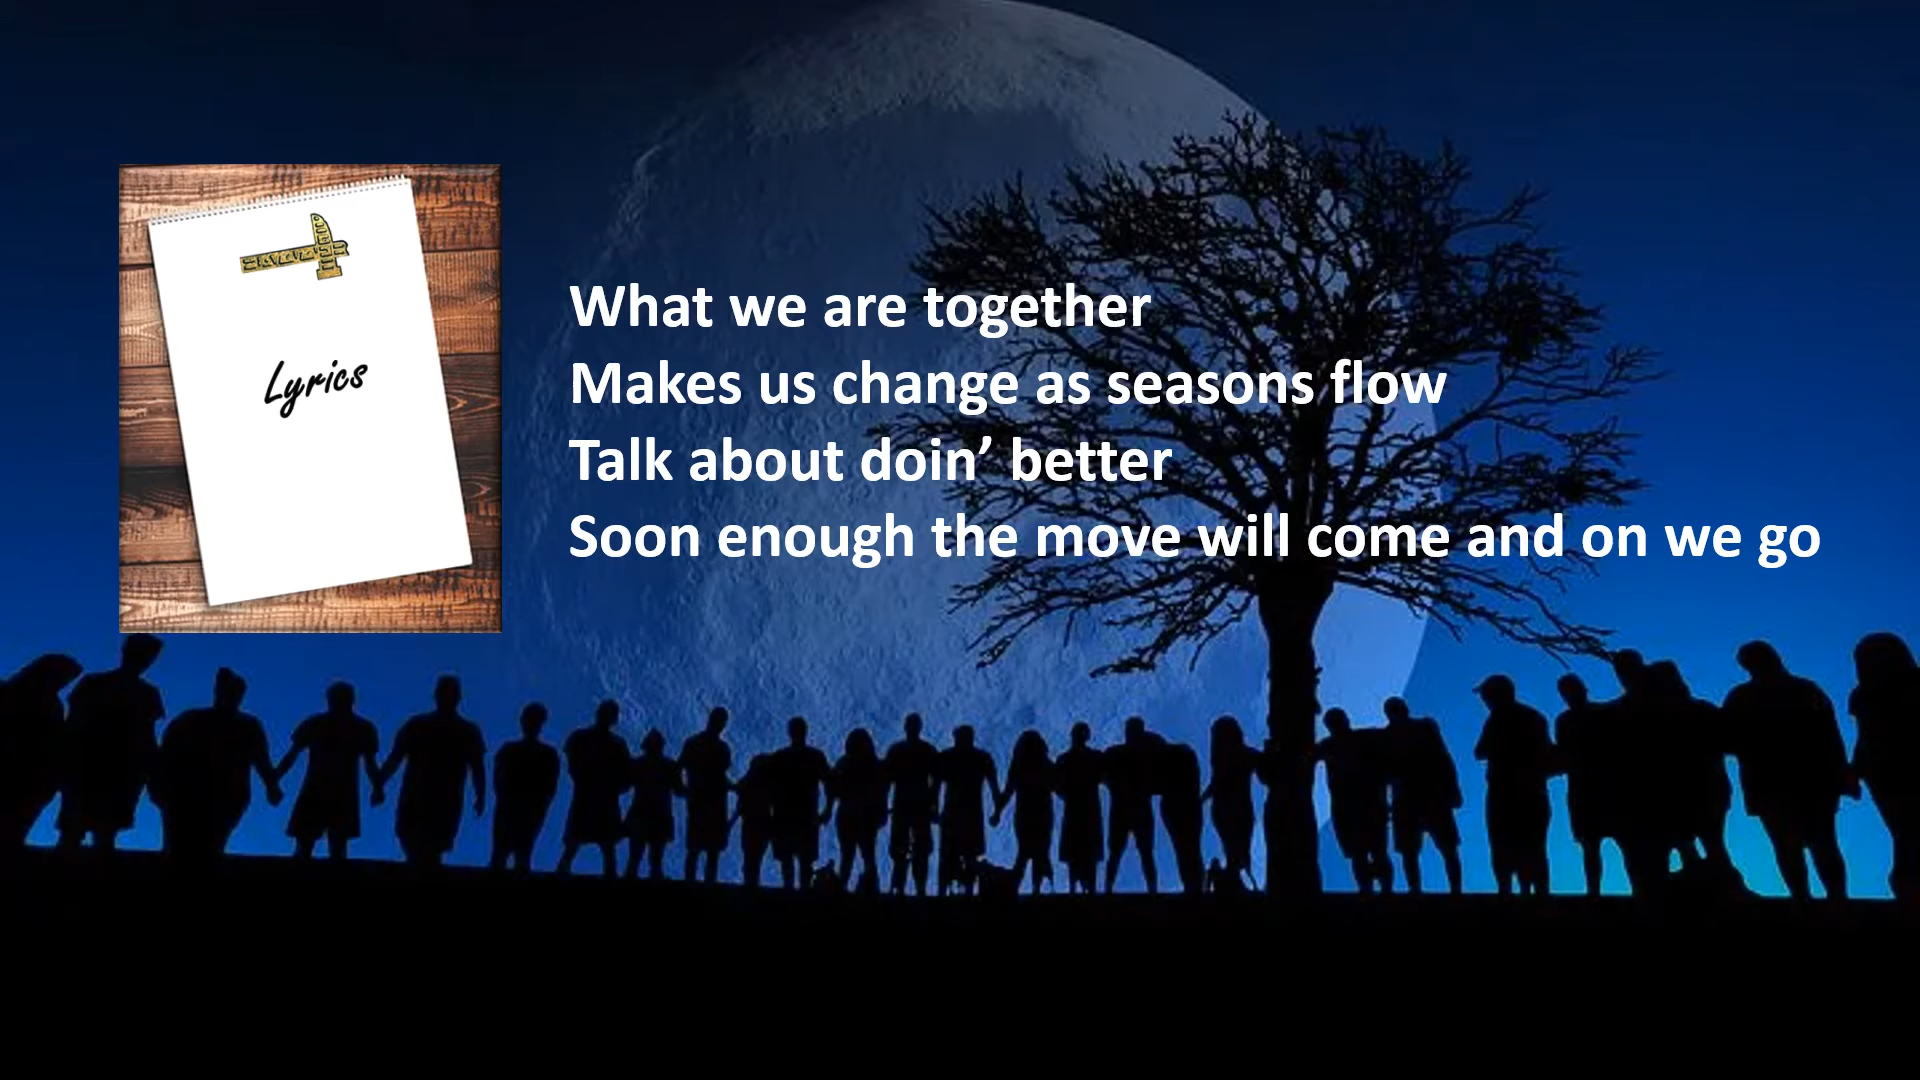 Lyrics
What we are together
Makes us change as seasons flow
Talk about doin’ better
Soon enough the move will come and on we go